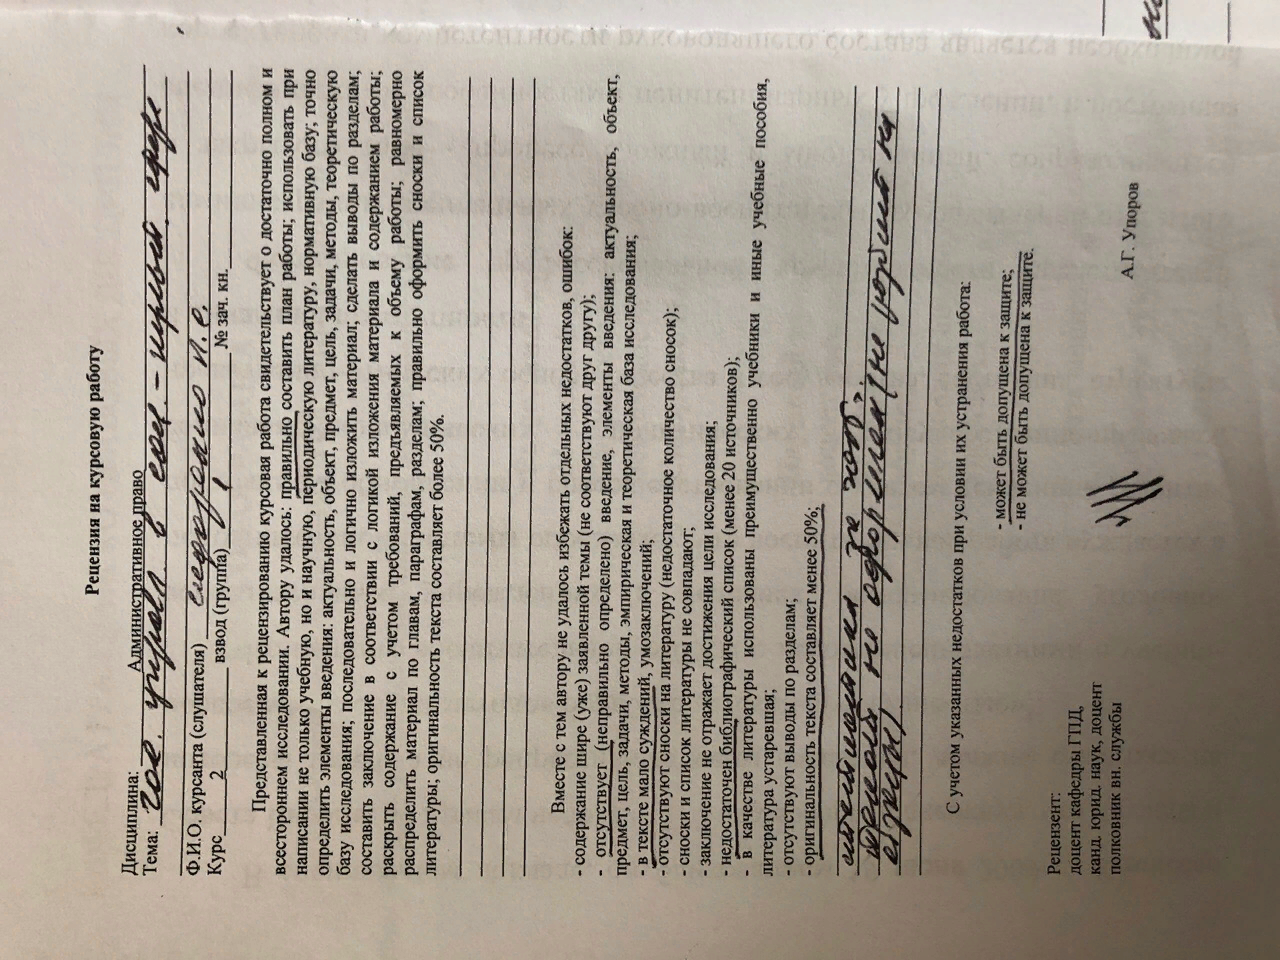 Рецензия на курсовую работу
Дисциплина: Административное право
Тема: Гос. управл. в соц.-
Ф.И.О. курсанта (слушателя)
Курс 2 взвод (группа) № зач. кн.
Представленная к рецензированию курсовая работа свидетельствует о достаточно полном и
всестороннем исследовании. Автору удалось: правильно составить план работы; использовать при
написании не только учебную, но и научную, периодическую литературу, нормативную базу; точно
определить элементы введения: актуальность, объект, предмет, цель, задачи, методы, теоретическую
базу исследования; последовательно и логично изложить материал; сделать выводы по разделам;
составить заключение в соответствии с логикой изложения материала и содержанием работы;
раскрыть содержание с учетом требований, предъявляемых к объему работы; равномерно
распределить материал по главам, параграфам, разделам; правильно оформить сноски и список
литературы; оригинальность текста составляет более 50%.
Вместе с тем автору не удалось избежать отдельных недостатков, ошибок:
- содержание шире (уже) заявленной темы (не соответствуют друг другу);
- отсутствует (неправильно определено) введение, элементы введения: актуальность, объект,
предмет, цель, задачи, методы, эмпирическая и теоретическая база исследования;
- в тексте мало суждений, умозаключений;
- отсутствуют сноски на литературу (недостаточное количество сносок);
- сноски и список литературы не совпадают;
- заключение не отражает достижения цели исследования;
- недостаточен библиографический список (менее 20 источников);
- в качестве литературы использованы преимущественно учебники и иные учебные пособия,
литература устаревшая;
- отсутствуют выводы по разделам;
- оригинальность текста составляет менее 50%;
не по
не оформлен (не
С учетом указанных недостатков при условии их устранения работа:
- может быть допущена к защите;
- не может быть допущена к защите.
Рецензент:
доцент кафедры ГПД,
канд. юрид. наук, доцент
полковник вн. службы А.Г. Упоров